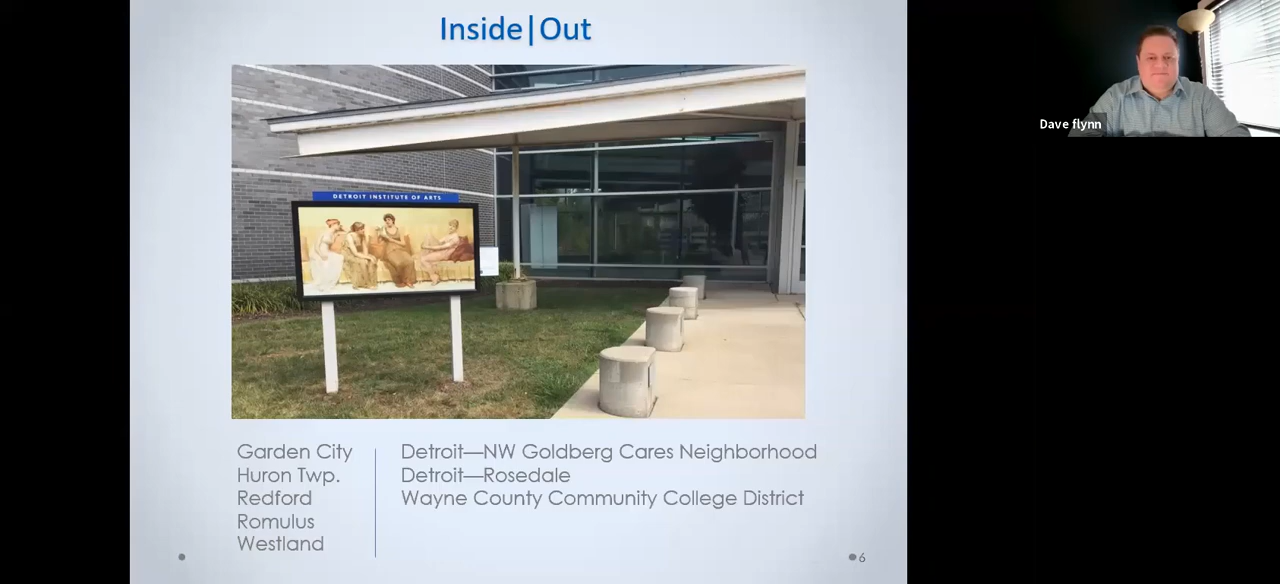 Inside|Out
DETROIT INSTITUTE OF ARTS
Garden City
Huron Twp.
Redford
Romulus
Westland
Detroit—NW Goldberg Cares Neighborhood
Detroit—Rosedale
Wayne County Community College District
6
Dave flynn